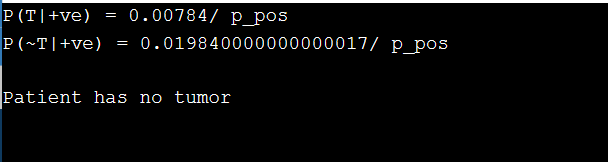 P(T|+ve) = 0.00784/ p_pos
P(~T|+ve) = 0.019840000000000017/ p_pos
Patient has no tumor